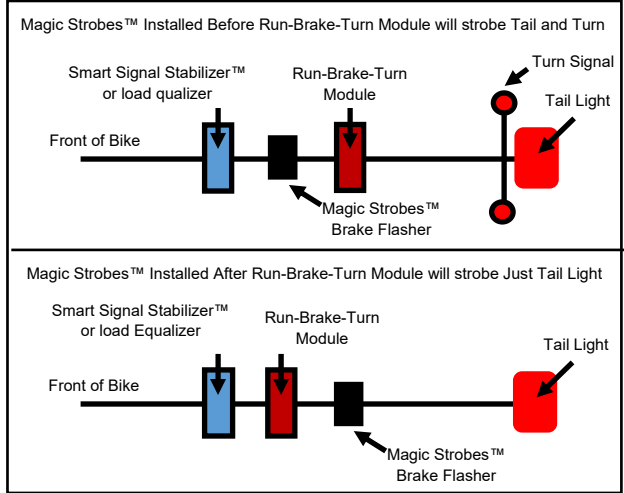 Magic Strobes™ Installed Before Run-Brake-Turn Module will strobe Tail and Turn
Smart Signal Stabilizer™
or load qualizer
Run-Brake-Turn
Module
Turn Signal
Tail Light
Front of Bike
Magic Strobes™
Brake Flasher
Magic Strobes™ Installed After Run-Brake-Turn Module will strobe Just Tail Light
Smart Signal Stabilizer™
or load Equalizer
Run-Brake-Turn
Module
Tail Light
Front of Bike
Magic Strobes™
Brake Flasher